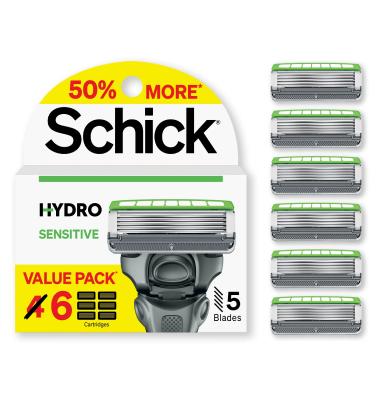 50% MORE*
Schick®
HYDRO
SENSITIVE
VALUE PACK*
4 6
Cartridges
5
Blades